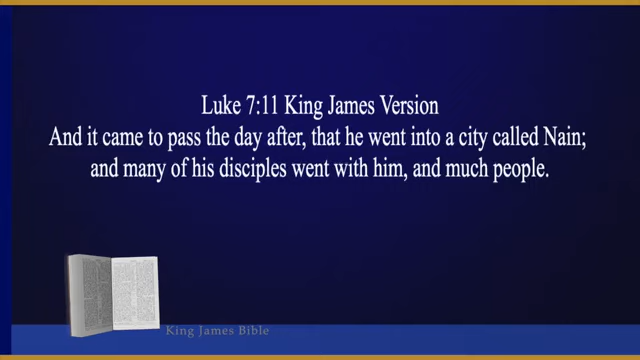 Luke 7:11 King James Version
And it came to pass the day after, that he went into a city called Nain;
and many of his disciples went with him, and much people.
King James Bible